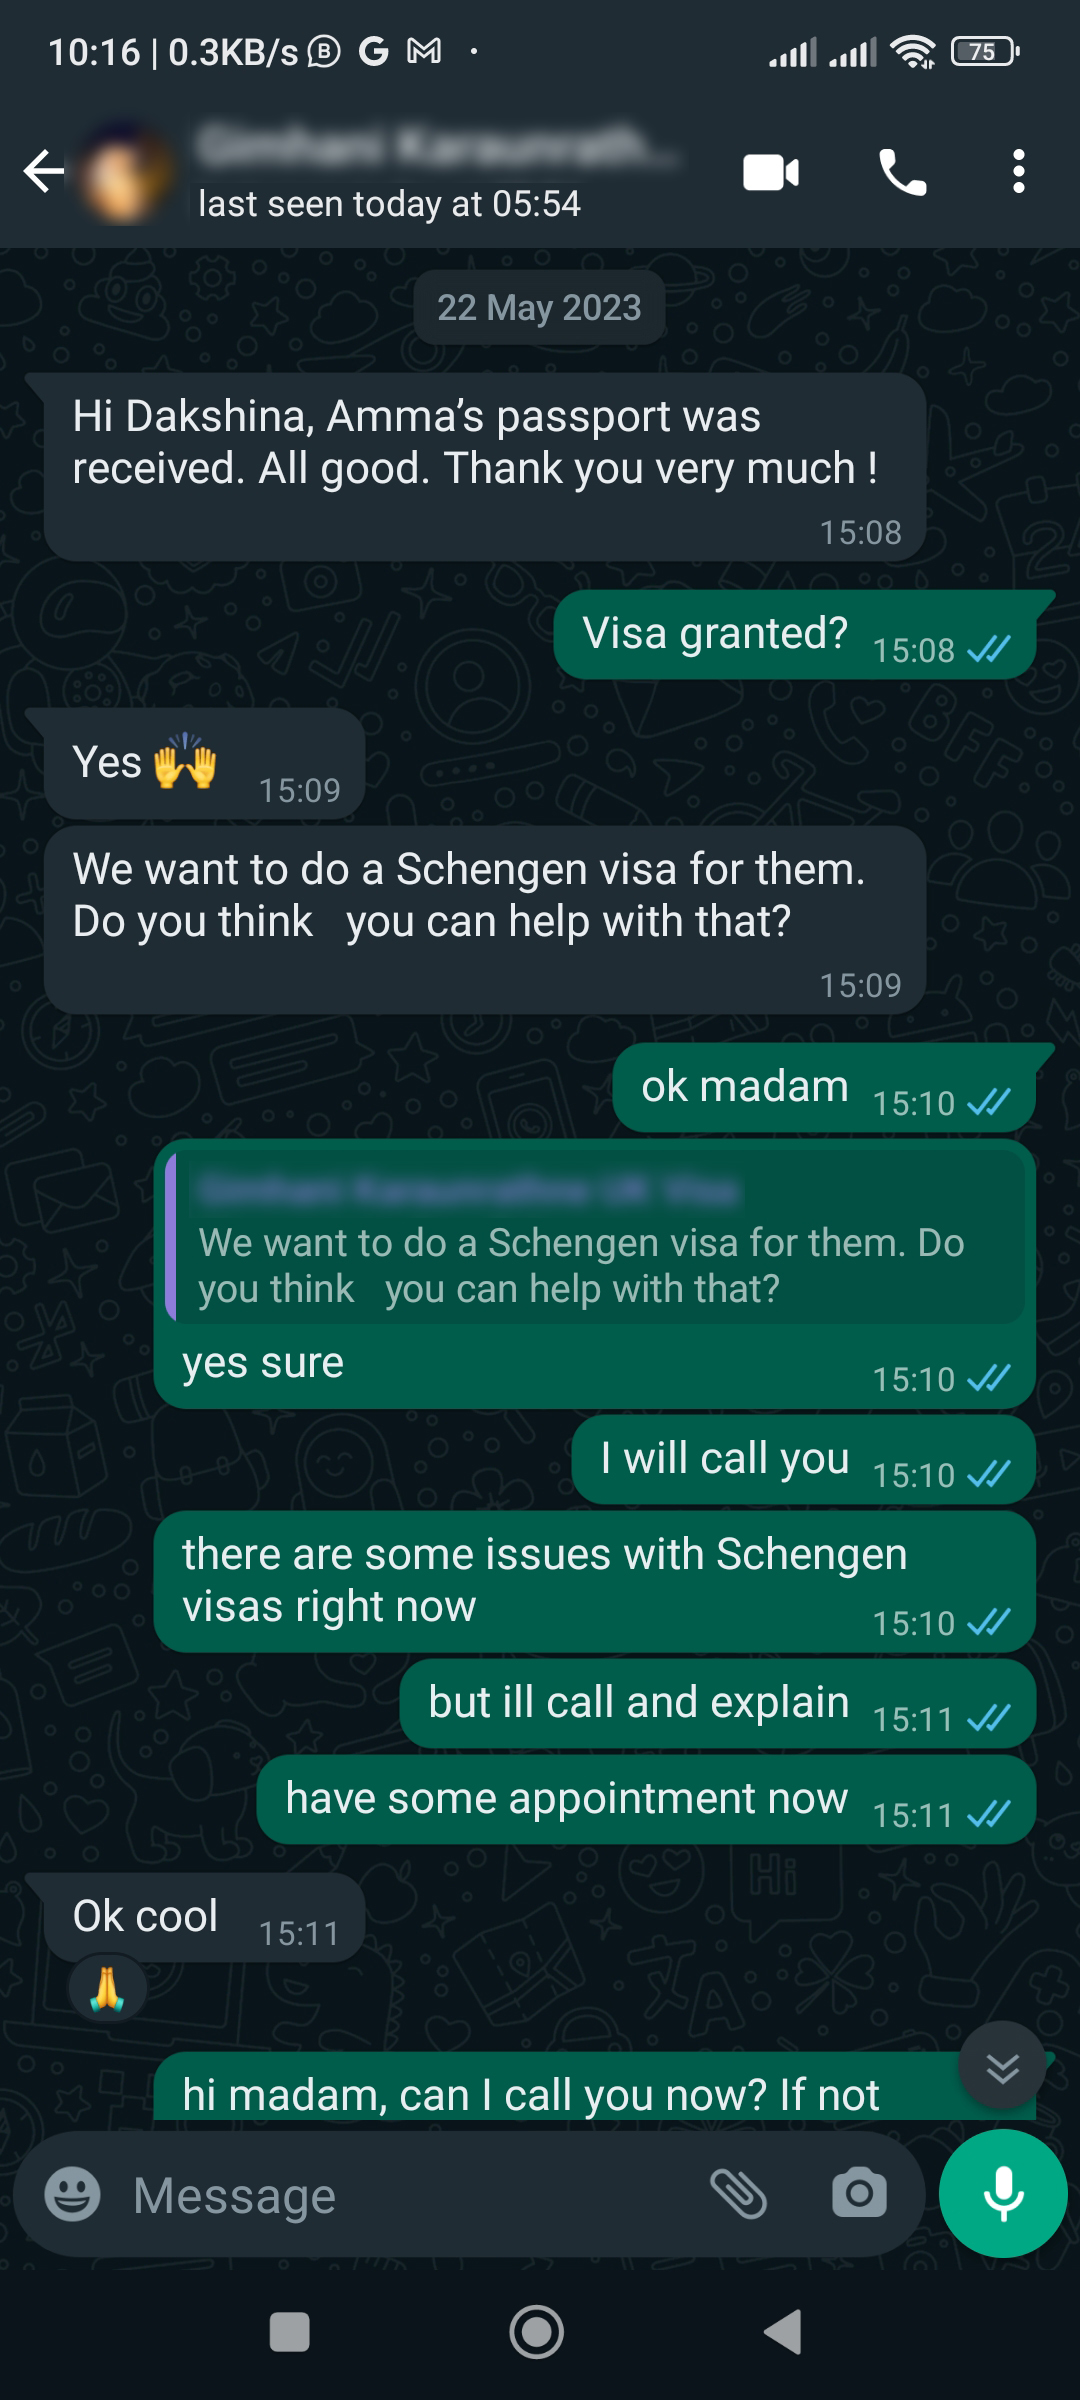 10:16 | 0.3KB/s
75
last seen today at 05:54
22 May 2023
Hi Dakshina, Amma's passport was
received. All good. Thank you very much !
15:08
Visa granted? 15:08
Yes 🙌 15:09
We want to do a Schengen visa for them.
Do you think   you can help with that?
15:09
ok madam 15:10
We want to do a Schengen visa for them. Do
you think   you can help with that?
yes sure 15:10
I will call you 15:10
there are some issues with Schengen
visas right now 15:10
but ill call and explain 15:11
have some appointment now 15:11
Ok cool 15:11
🙏
hi madam, can I call you now? If not
Message